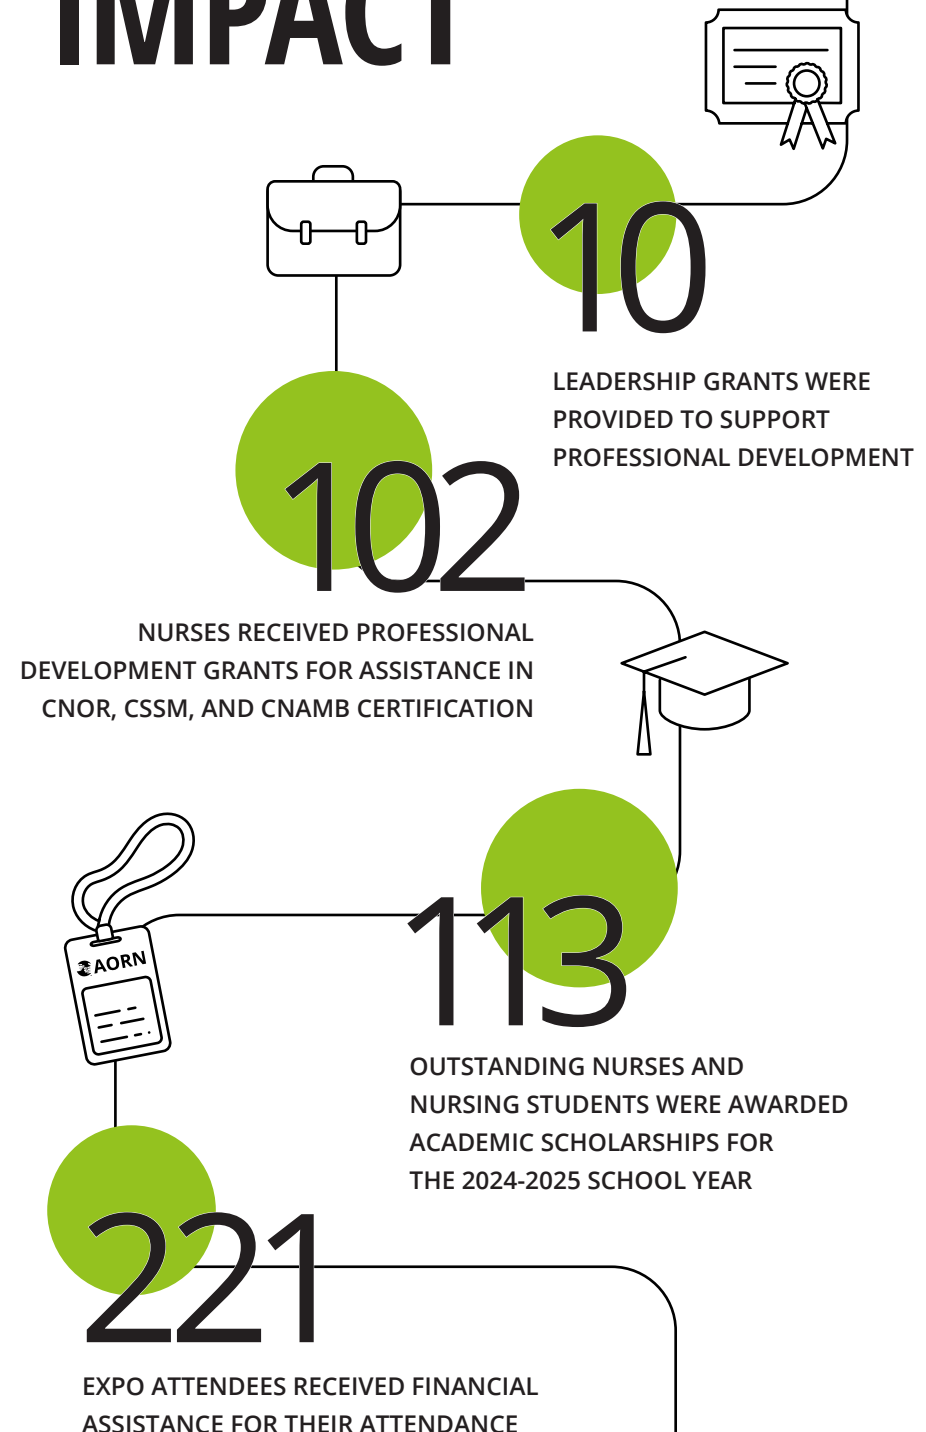 IMPACT
10
LEADERSHIP GRANTS WERE
PROVIDED TO SUPPORT
PROFESSIONAL DEVELOPMENT
102
NURSES RECEIVED PROFESSIONAL
DEVELOPMENT GRANTS FOR ASSISTANCE IN
CNOR, CSSM, AND CNAMB CERTIFICATION
AORN
113
OUTSTANDING NURSES AND
NURSING STUDENTS WERE AWARDED
ACADEMIC SCHOLARSHIPS FOR
THE 2024-2025 SCHOOL YEAR
221
EXPO ATTENDEES RECEIVED FINANCIAL
ASSISTANCE FOR THEIR ATTENDANCE